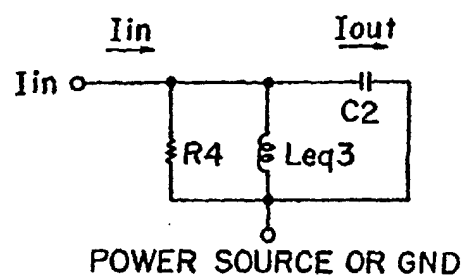 Iin Iout
Iin
C2
R4 Leq3
POWER SOURCE OR GND